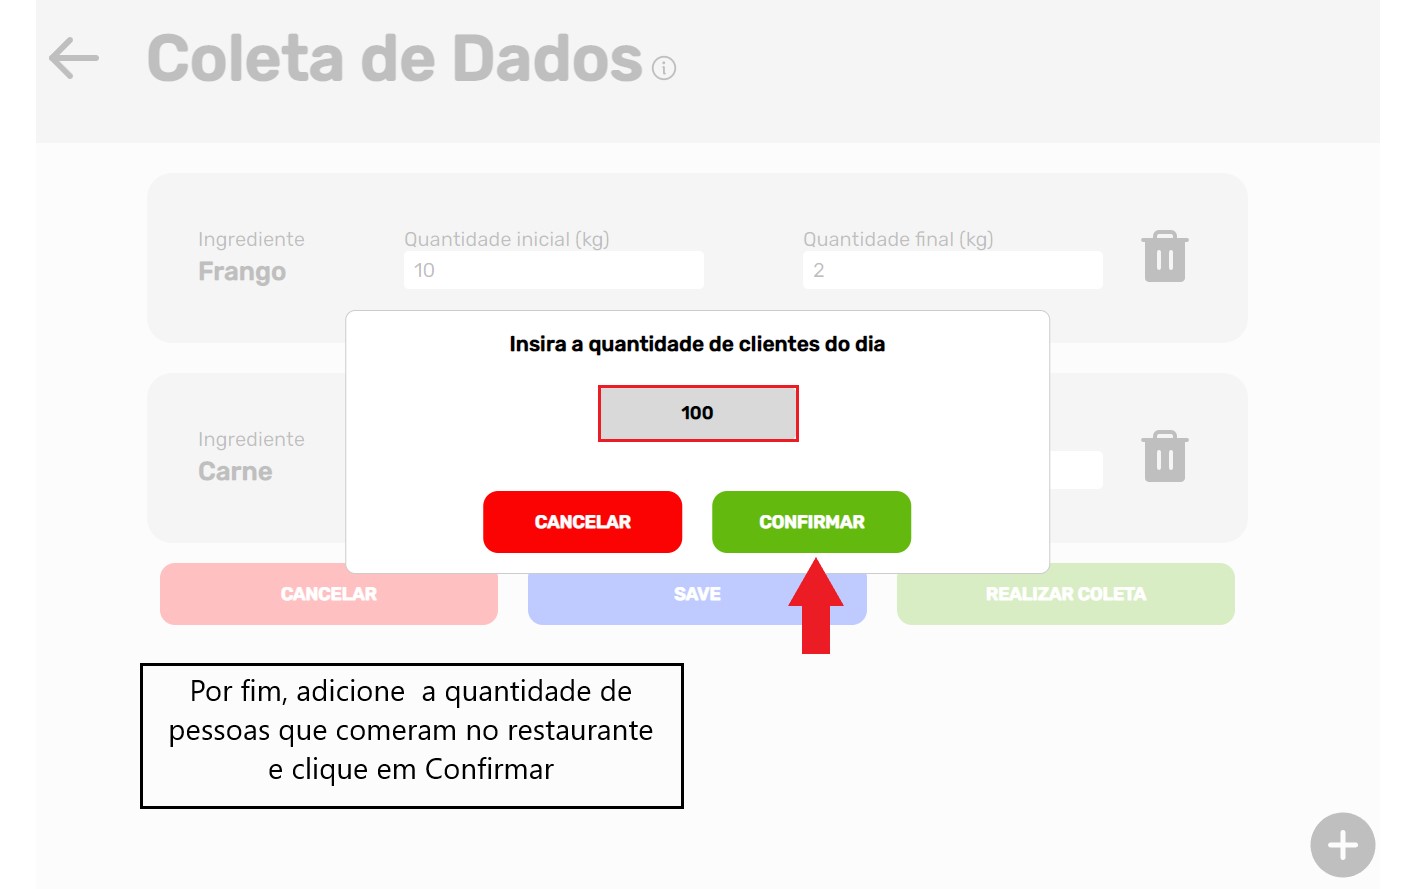 Coleta de Dados
Ingrediente
Quantidade inicial (kg)
Quantidade final (kg)
Frango
10
2
Insira a quantidade de clientes do dia
100
Ingrediente
Carne
CANCELAR
CONFIRMAR
CANCELAR
SAVE
REALIZAR COLETA
Por fim, adicione  a quantidade de
pessoas que comeram no restaurante
e clique em Confirmar